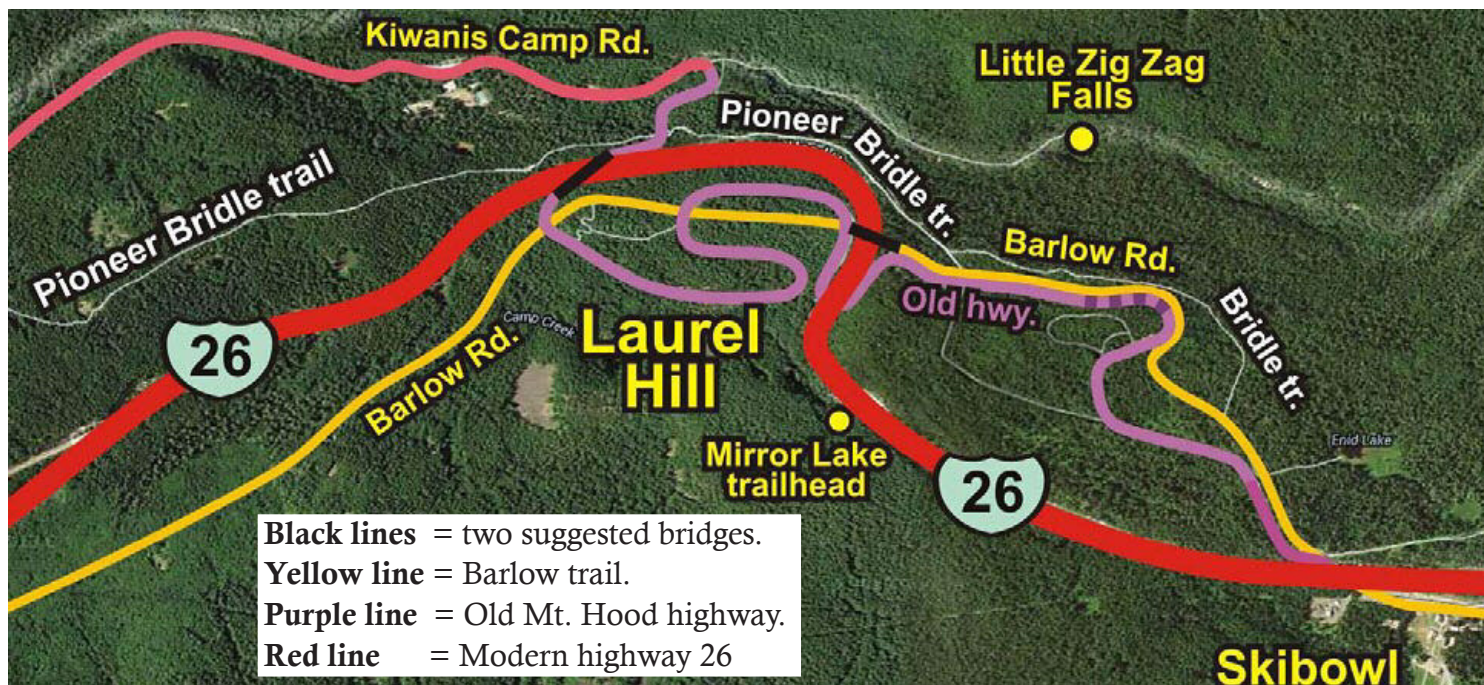 Kiwanis Camp Rd.
Little Zig Zag
Falls
Pioneer Bridle tr.
Pioneer Bridle trail
Barlow Rd.
Old hwy.
Bridle tr.
Camp Creek
Laurel
Hill
26
Barlow Rd.
Mirror Lake
trailhead
Enid Lake
26
Black lines = two suggested bridges.
Yellow line = Barlow trail.
Purple line = Old Mt. Hood highway.
Red line = Modern highway 26
Skibowl